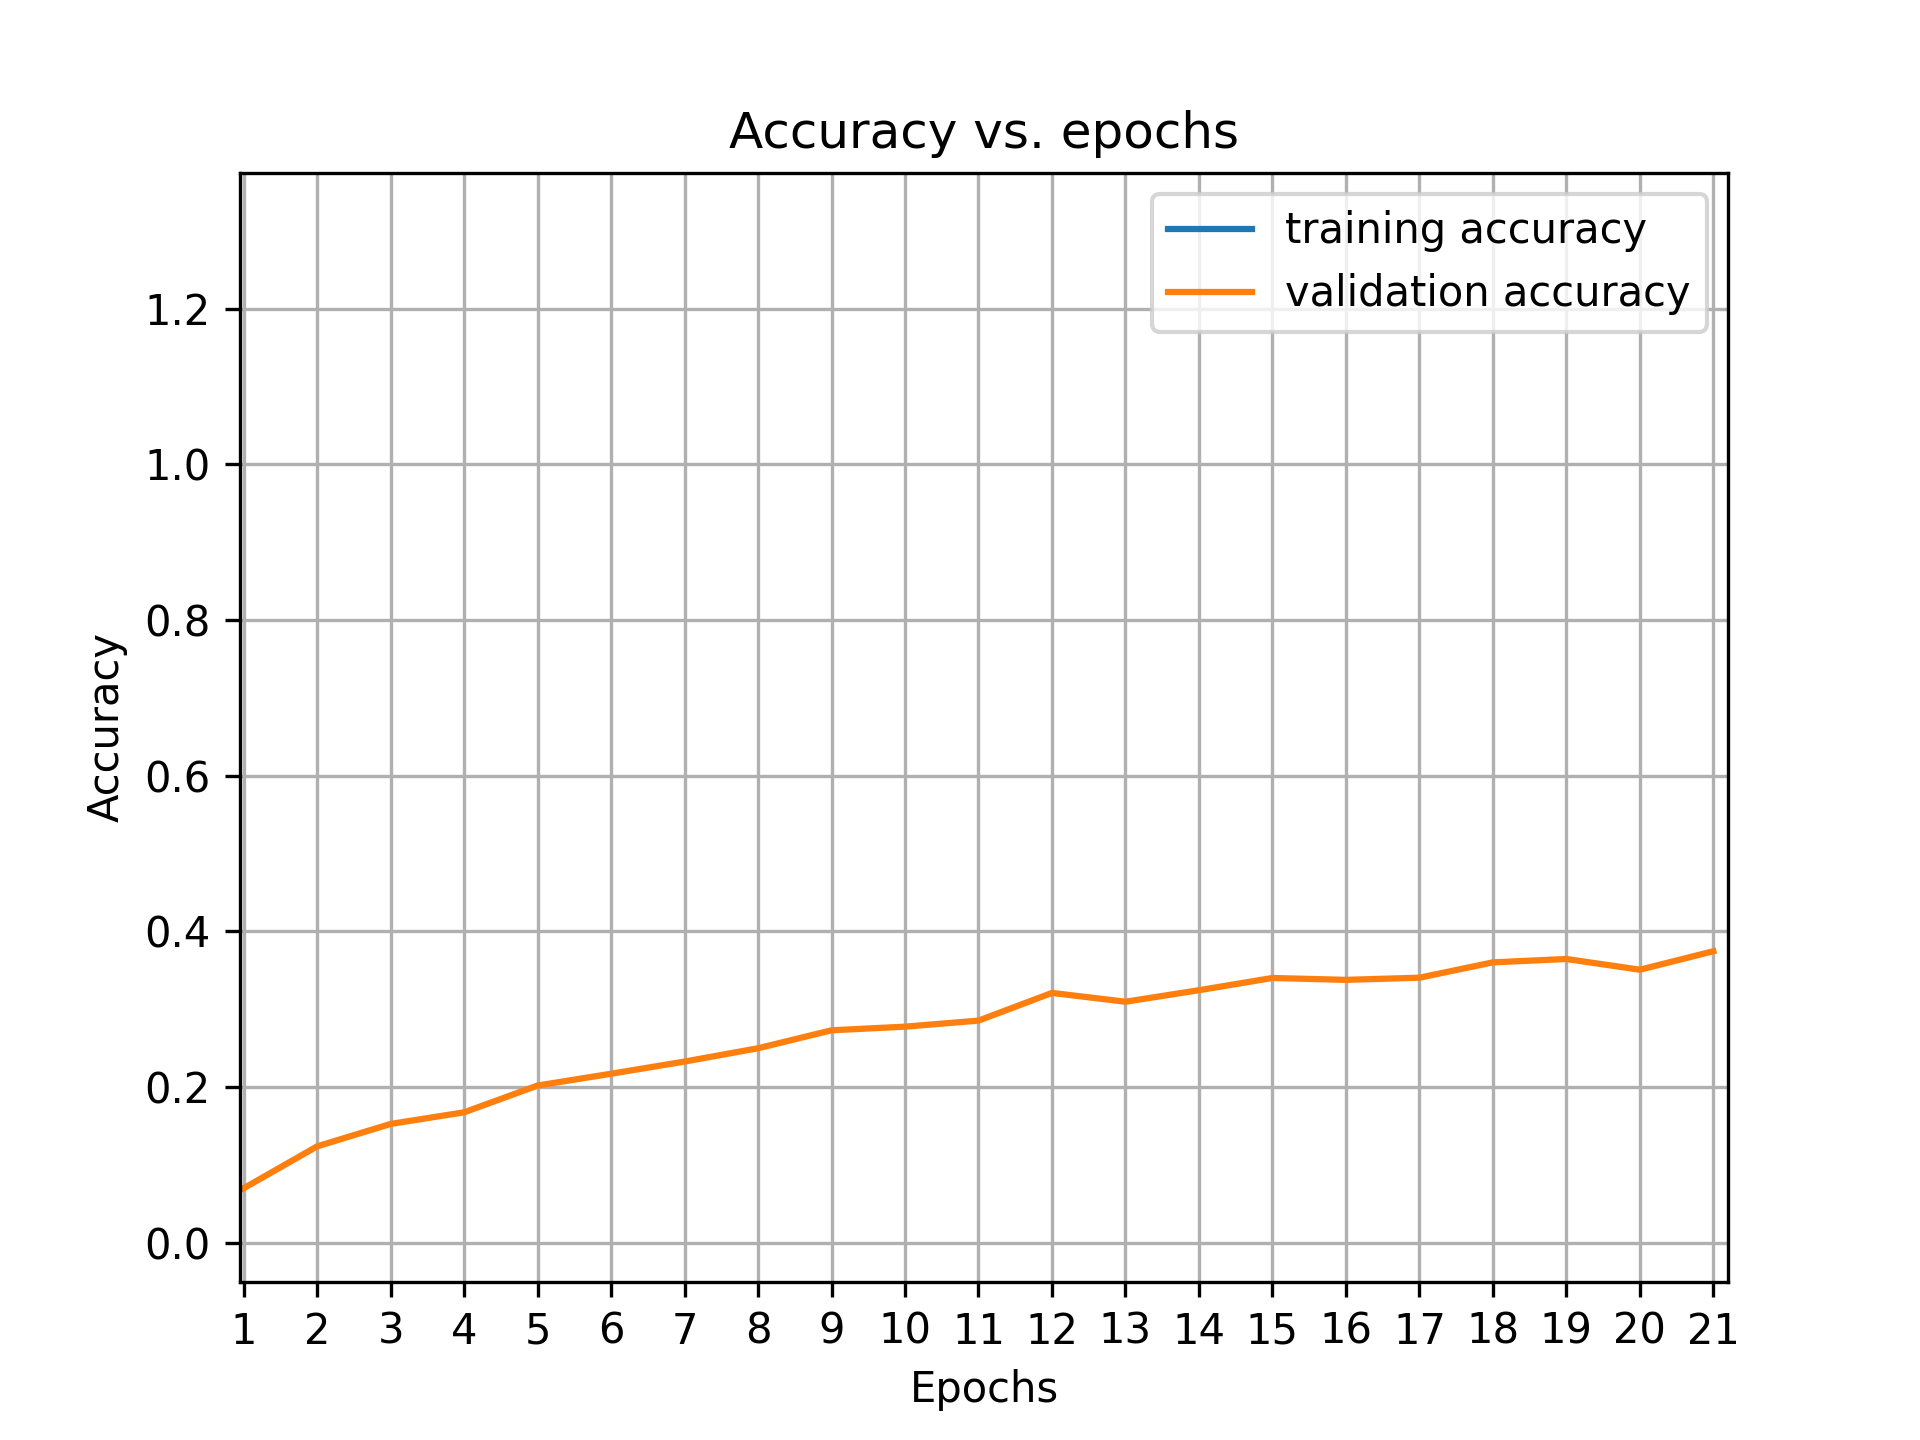 Accuracy vs. epochs
training accuracy
validation accuracy
1.2
1.0
0.8
0.6
0.4
0.2
0.0
Accuracy
1 2 3 4 5 6 7 8 9 10 11 12 13 14 15 16 17 18 19 20 21
Epochs